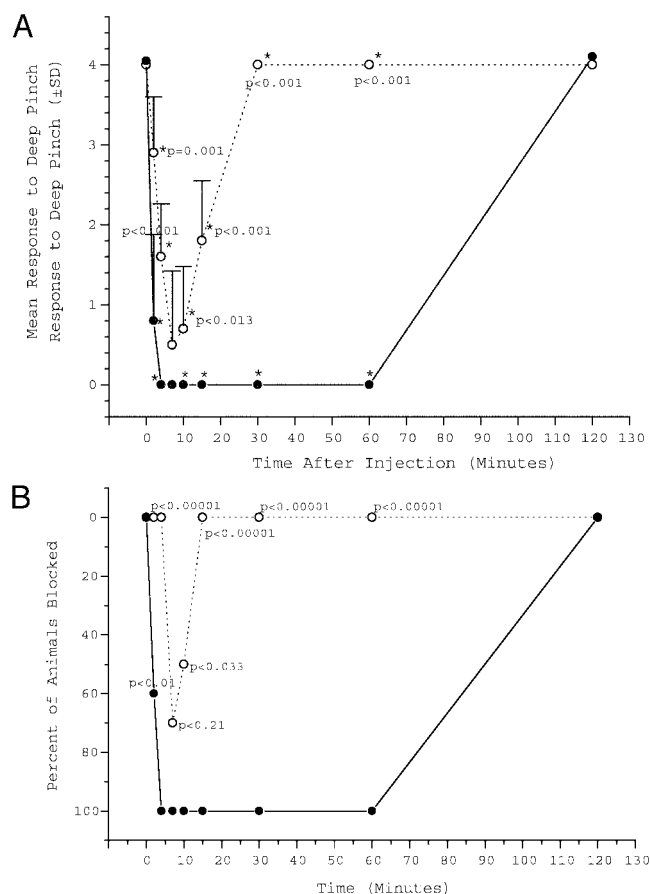 A
Mean Response to Deep Pinch
Response to Deep Pinch (±SD)
4
3
2
1
0
* *
p<0.001 p<0.001
*p=0.001
p<0.001
*
* p<0.001
* p<0.013
*
* * * * *
0 10 20 30 40 50 60 70 80 90 100 110 120 130
Time After Injection (Minutes)
B
Percent of Animals Blocked
0
20
40
60
80
100
p<0.00001 p<0.00001
p<0.00001
p<0.033
p<0.01
p<0.21
0 10 20 30 40 50 60 70 80 90 100 110 120 130
Time (Minutes)